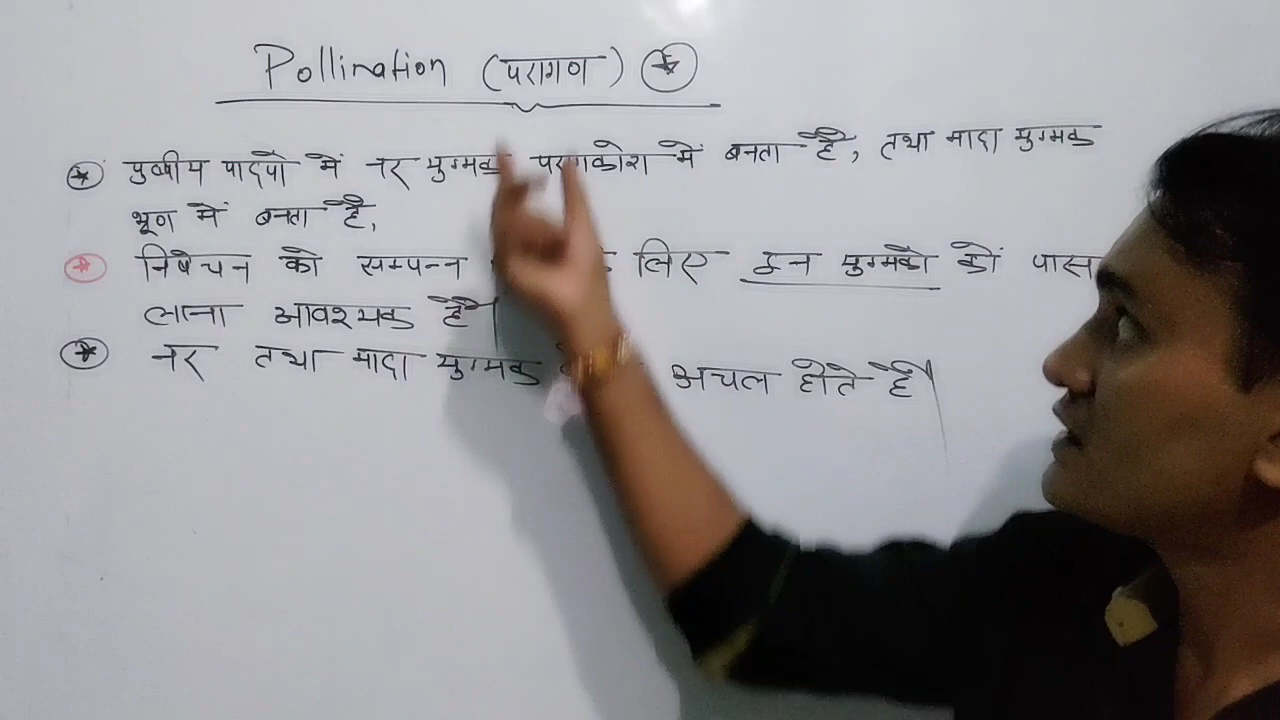 Pollination (परागण)
पुष्पीय पादपों में नर युग्मक परागकोश में बनता है, तथा मादा युग्मक
भ्रूण में बनता है,
निषेचन को सम्पन्न लिए इन युग्मको को पास
लाना आवश्यक है।
नर तथा मादा युग्मक अचल होते है।